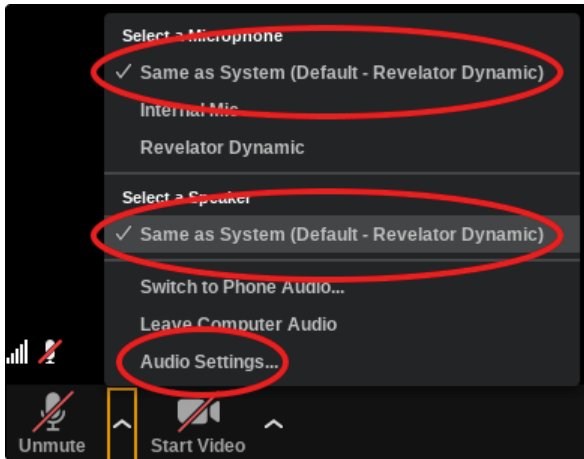 Select a Microphone
✓ Same as System (Default - Revelator Dynamic)
Internal Mic
Revelator Dynamic
Select a Speaker
✓ Same as System (Default - Revelator Dynamic)
Switch to Phone Audio...
Leave Computer Audio
Audio Settings...
Unmute
Start Video